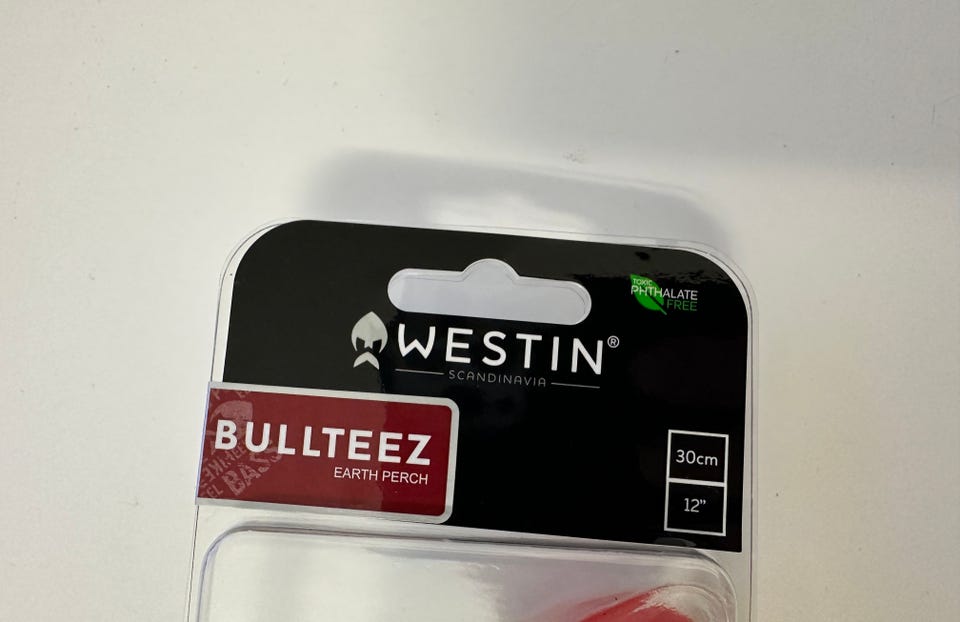 TOXIC
PHTHALATE
FREE
WESTIN®
SCANDINAVIA
BULLTEEZ
EARTH PERCH
30cm
12”